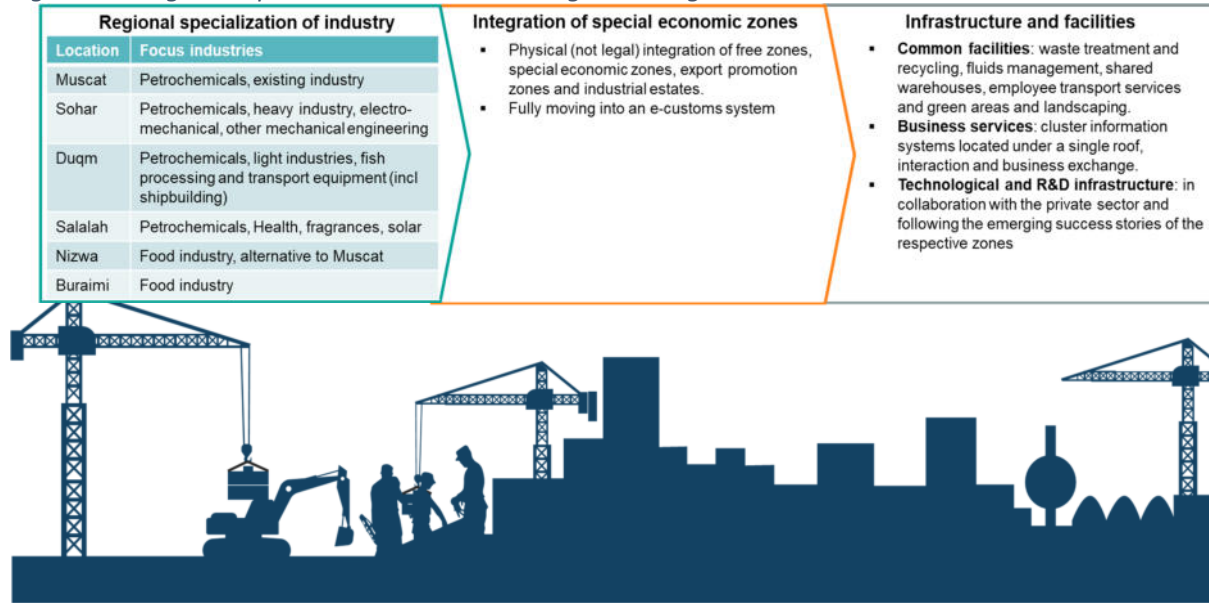 Regional specialization of industry
Location Focus industries
Muscat Petrochemicals, existing industry
Sohar Petrochemicals, heavy industry, electro-
mechanical, other mechanical engineering
Duqm Petrochemicals, light industries, fish
processing and transport equipment (incl
shipbuilding)
Salalah Petrochemicals, Health, fragrances, solar
Nizwa Food industry, alternative to Muscat
Buraimi Food industry
Integration of special economic zones
▪ Physical (not legal) integration of free zones,
special economic zones, export promotion
zones and industrial estates.
▪ Fully moving into an e-customs system
Infrastructure and facilities
▪ Common facilities: waste treatment and
recycling, fluids management, shared
warehouses, employee transport services
and green areas and landscaping.
▪ Business services: cluster information
systems located under a single roof,
interaction and business exchange.
▪ Technological and R&D infrastructure: in
collaboration with the private sector and
following the emerging success stories of the
respective zones